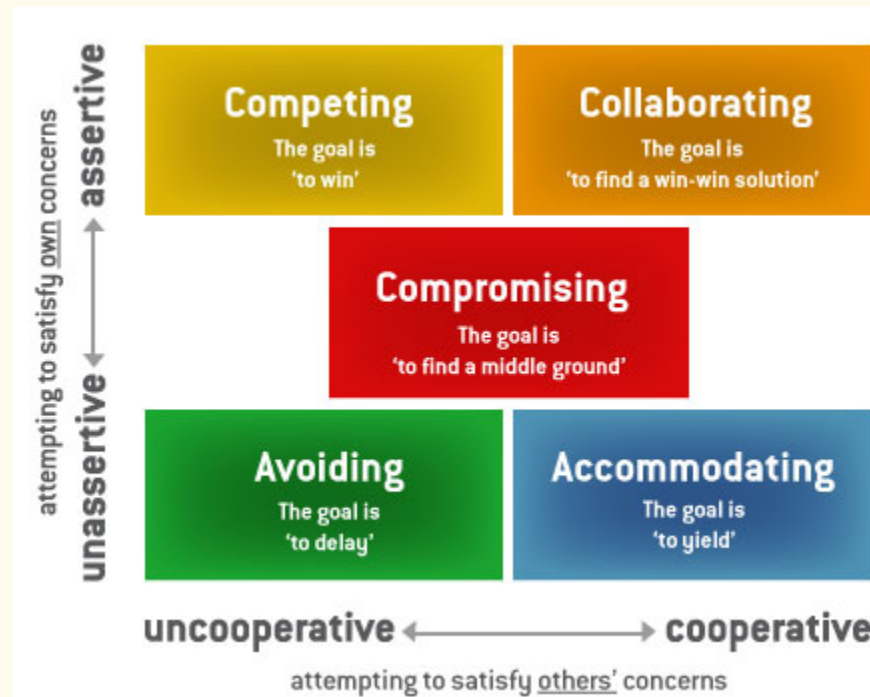 attempting to satisfy own concerns
unassertive
assertive
Competing
The goal is
‘to win’
Collaborating
The goal is
‘to find a win-win solution’
Compromising
The goal is
‘to find a middle ground’
Avoiding
The goal is
‘to delay’
Accommodating
The goal is
‘to yield’
uncooperative
cooperative
attempting to satisfy others’ concerns